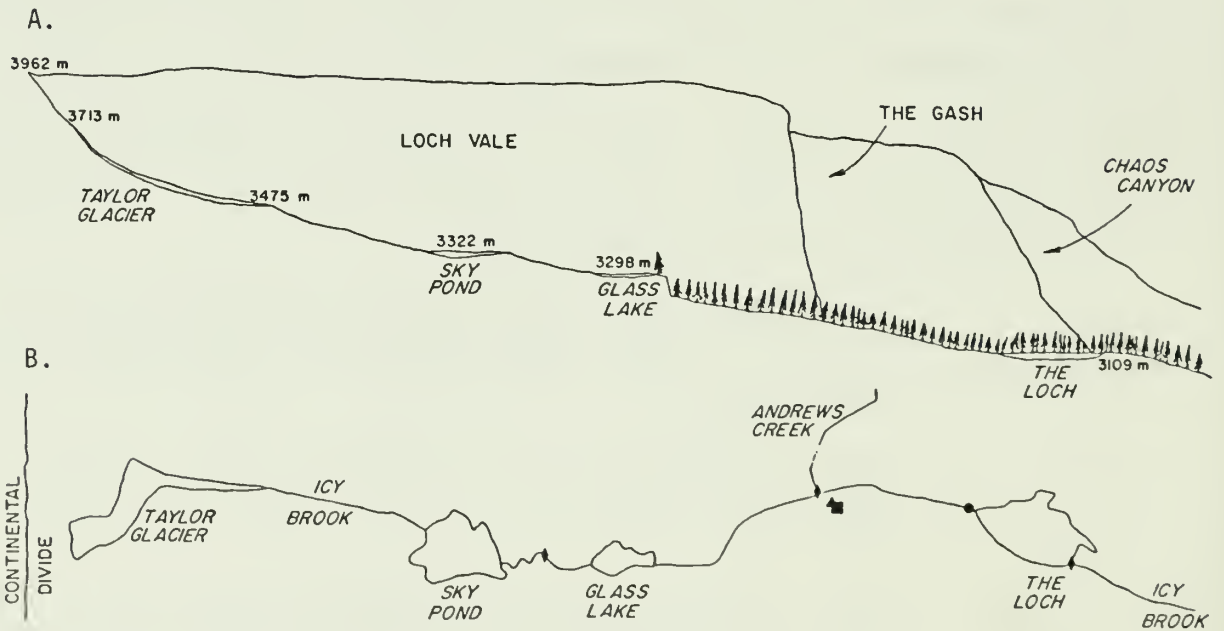 A.
3962 m
3713 m
LOCH VALE
THE GASH
CHAOS
CANYON
TAYLOR
GLACIER
3475 m
3322 m
SKY
POND
3298 m
GLASS
LAKE
3109 m
THE
LOCH
B.
CONTINENTAL
DIVIDE
TAYLOR
GLACIER
ICY
BROOK
SKY
POND
GLASS
LAKE
ANDREWS
CREEK
THE
LOCH
ICY
BROOK